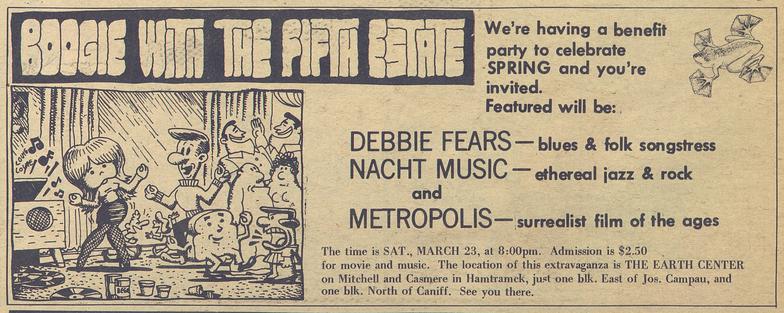 BOOGIE WITH THE FIFTH ESTATE
We're having a benefit
party to celebrate
SPRING and you're
invited.
Featured will be:
DEBBIE FEARS — blues & folk songstress
NACHT MUSIC — ethereal jazz & rock
and
METROPOLIS — surrealist film of the ages
The time is SAT., MARCH 23, at 8:00pm. Admission is $2.50
for movie and music. The location of this extravaganza is THE EARTH CENTER
on Mitchell and Casmere in Hamtramck, just one blk. East of Jos. Campau, and
one blk. North of Caniff. See you there.